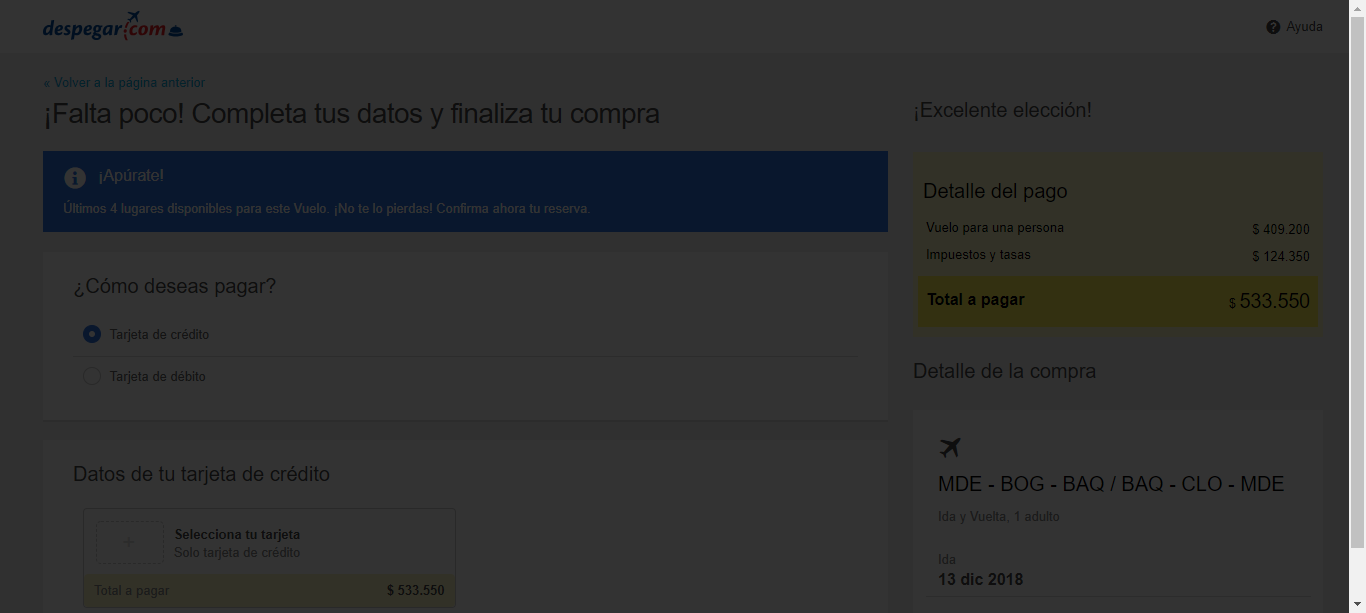 despegar.com
Ayuda
« Volver a la página anterior
¡Falta poco! Completa tus datos y finaliza tu compra
¡Apúrate!
Últimos 4 lugares disponibles para este Vuelo. ¡No te lo pierdas! Confirma ahora tu reserva.
¿Cómo deseas pagar?
Tarjeta de crédito
Tarjeta de débito
Datos de tu tarjeta de crédito
Selecciona tu tarjeta
Solo tarjeta de crédito
Total a pagar $ 533.550
¡Excelente elección!
Detalle del pago
Vuelo para una persona $ 409.200
Impuestos y tasas $ 124.350
Total a pagar $ 533.550
Detalle de la compra
MDE - BOG - BAQ / BAQ - CLO - MDE
Ida y Vuelta, 1 adulto
Ida
13 dic 2018